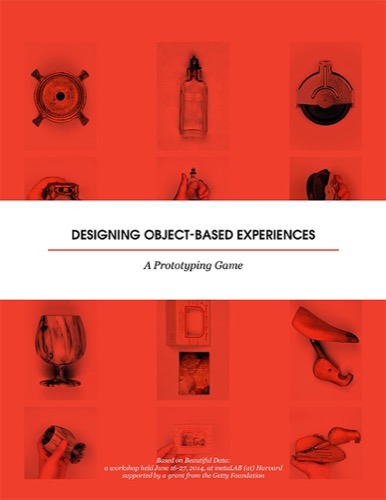 DESIGNING OBJECT-BASED EXPERIENCES
A Prototyping Game
D
Based on Beautiful Data:
a workshop held June 16-27, 2014, at metaLAB (at) Harvard
supported by a grant from the Getty Foundation